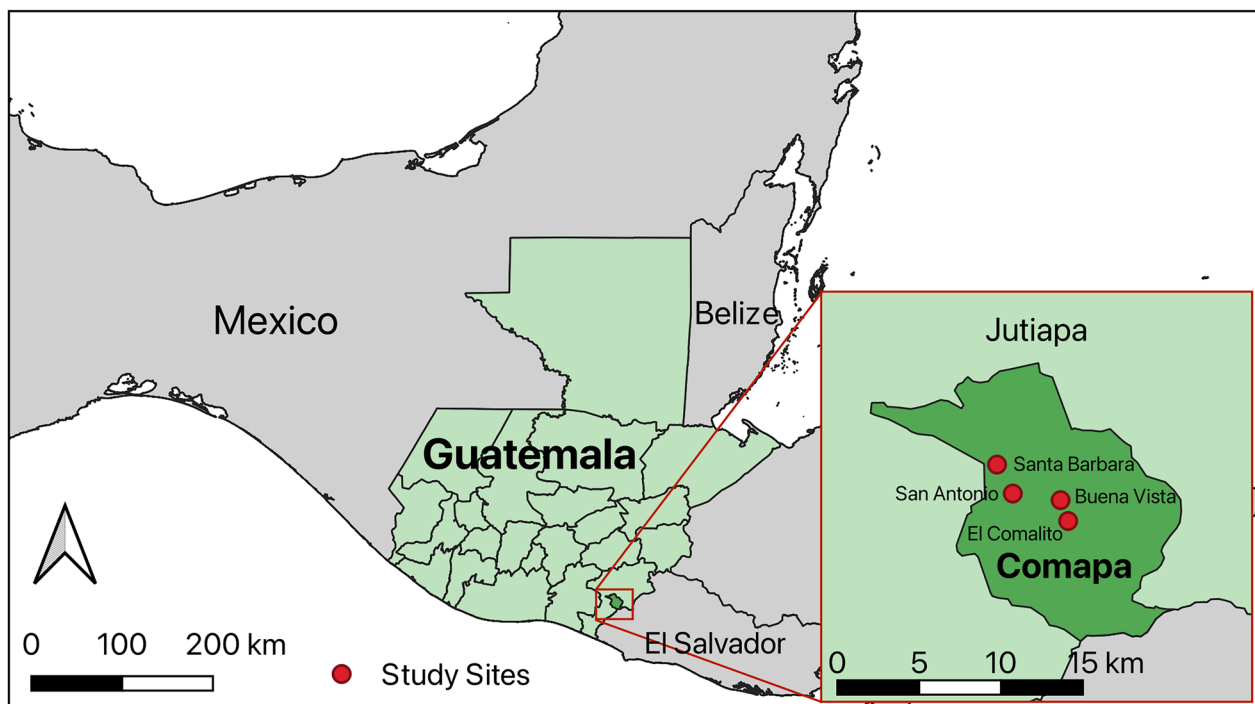 Mexico
Belize
Guatemala
El Salvador
0 100 200 km
Study Sites
Jutiapa
Santa Barbara
San Antonio
Buena Vista
El Comalito
Comapa
0 5 10 15 km